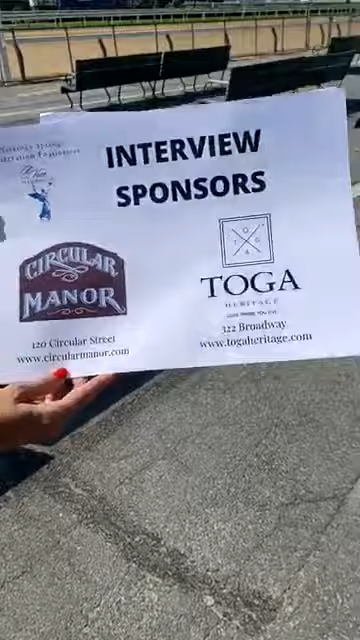 INTERVIEW
SPONSORS
CIRCULAR
MANOR
120 Circular Street
www.circularmanor.com
T O
G A
TOGA
HERITAGE
322 Broadway
www.togaheritage.com